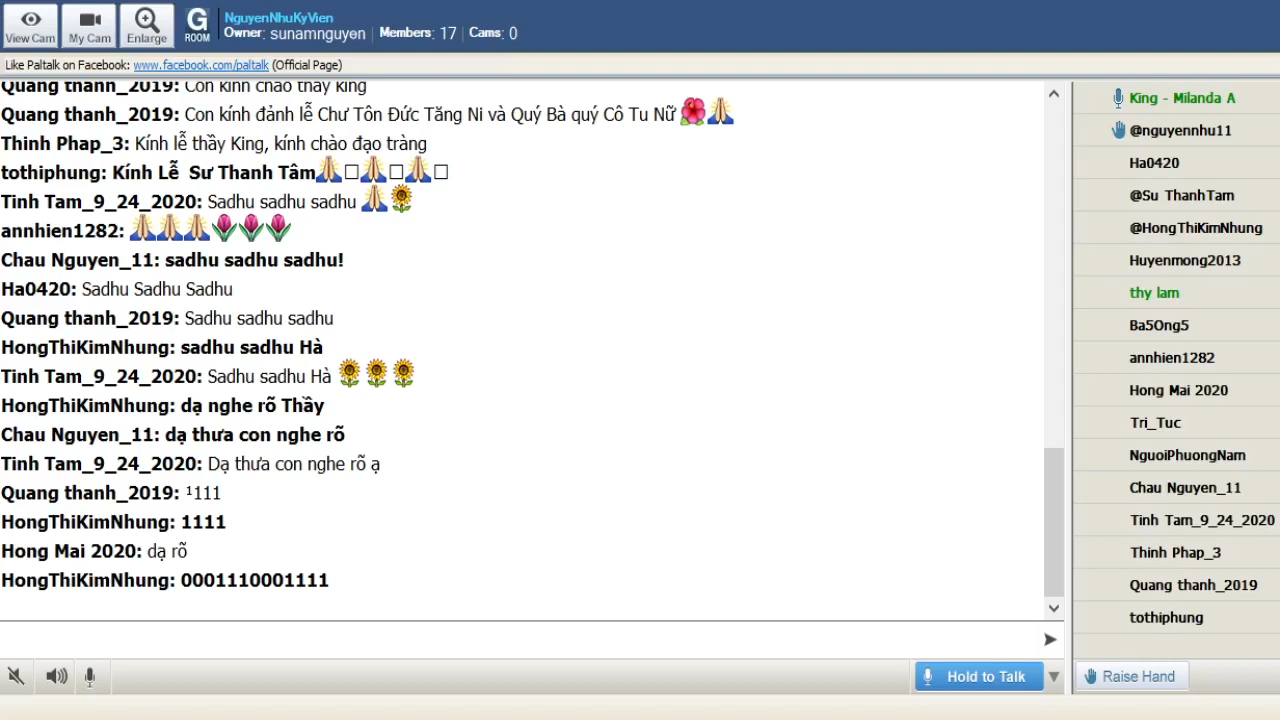 View Cam
My Cam
Enlarge
G
ROOM
NguyenNhuKyVien
Owner: sunamnguyen | Members: 17 | Cams: 0
Like Paltalk on Facebook: www.facebook.com/paltalk (Official Page)
Quang thanh_2019: Con kính chào thầy king
Quang thanh_2019: Con kính đảnh lễ Chư Tôn Đức Tăng Ni và Quý Bà quý Cô Tu Nữ 🌺🙏
Thinh Phap_3: Kính lễ thầy King, kính chào đạo tràng
tothiphung: Kính Lễ Sư Thanh Tâm🙏□🙏□🙏□
Tinh Tam_9_24_2020: Sadhu sadhu sadhu 🙏🌻
annhien1282: 🙏🙏🙏🌷🌷🌷
Chau Nguyen_11: sadhu sadhu sadhu!
Ha0420: Sadhu Sadhu Sadhu
Quang thanh_2019: Sadhu sadhu sadhu
HongThiKimNhung: sadhu sadhu Hà
Tinh Tam_9_24_2020: Sadhu sadhu Hà 🌻🌻🌻
HongThiKimNhung: dạ nghe rõ Thầy
Chau Nguyen_11: dạ thưa con nghe rõ
Tinh Tam_9_24_2020: Dạ thưa con nghe rõ ạ
Quang thanh_2019: ¹111
HongThiKimNhung: 1111
Hong Mai 2020: dạ rõ
HongThiKimNhung: 0001110001111
Hold to Talk
King - Milanda A
@nguyennhu11
Ha0420
@Su ThanhTam
@HongThiKimNhung
Huyenmong2013
thy lam
Ba5Ong5
annhien1282
Hong Mai 2020
Tri_Tuc
NguoiPhuongNam
Chau Nguyen_11
Tinh Tam_9_24_2020
Thinh Phap_3
Quang thanh_2019
tothiphung
Raise Hand